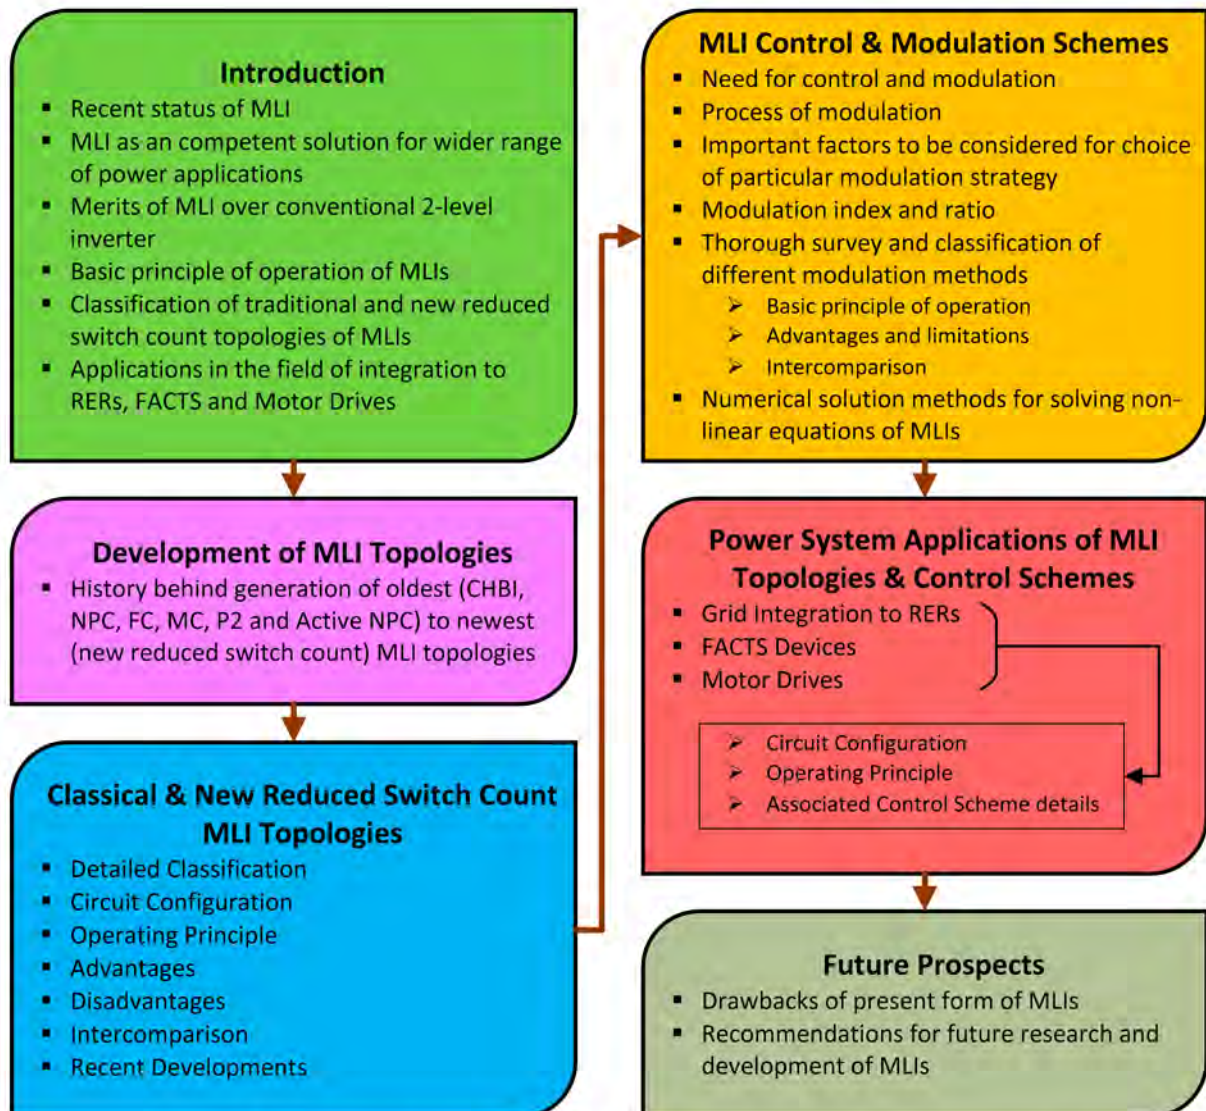 Introduction
▪ Recent status of MLI
▪ MLI as an competent solution for wider range
of power applications
▪ Merits of MLI over conventional 2-level
inverter
▪ Basic principle of operation of MLIs
▪ Classification of traditional and new reduced
switch count topologies of MLIs
▪ Applications in the field of integration to
RERs, FACTS and Motor Drives
Development of MLI Topologies
▪ History behind generation of oldest (CHBI,
NPC, FC, MC, P2 and Active NPC) to newest
(new reduced switch count) MLI topologies
Classical & New Reduced Switch Count
MLI Topologies
▪ Detailed Classification
▪ Circuit Configuration
▪ Operating Principle
▪ Advantages
▪ Disadvantages
▪ Intercomparison
▪ Recent Developments
MLI Control & Modulation Schemes
▪ Need for control and modulation
▪ Process of modulation
▪ Important factors to be considered for choice
of particular modulation strategy
▪ Modulation index and ratio
▪ Thorough survey and classification of
different modulation methods
➢ Basic principle of operation
➢ Advantages and limitations
➢ Intercomparison
▪ Numerical solution methods for solving non-
linear equations of MLIs
Power System Applications of MLI
Topologies & Control Schemes
▪ Grid Integration to RERs
▪ FACTS Devices
▪ Motor Drives
➢ Circuit Configuration
➢ Operating Principle
➢ Associated Control Scheme details
Future Prospects
▪ Drawbacks of present form of MLIs
▪ Recommendations for future research and
development of MLIs